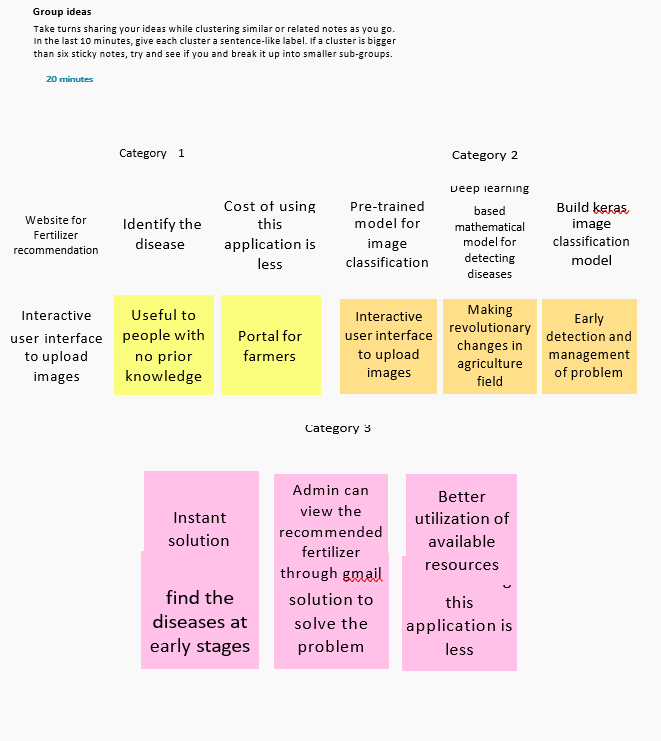 Group ideas
Take turns sharing your ideas while clustering similar or related notes as you go.
In the last 10 minutes, give each cluster a sentence-like label. If a cluster is bigger
than six sticky notes, try and see if you and break it up into smaller sub-groups.
20 minutes
Category 1
Website for
Fertilizer
recommendation
Identify the
disease
Cost of using
this
application is
less
Interactive
user interface
to upload
images
Useful to
people with
no prior
knowledge
Portal for
farmers
Category 2
Pre-trained
model for
image
classification
Deep learning
based
mathematical
model for
detecting
diseases
Build keras
image
classification
model
Interactive
user interface
to upload
images
Making
revolutionary
changes in
agriculture
field
Early
detection and
management
of problem
Category 3
Instant
solution
Admin can
view the
recommended
fertilizer
through gmail
Better
utilization of
available
resources
find the
diseases at
early stages
solution to
solve the
problem
this
application is
less